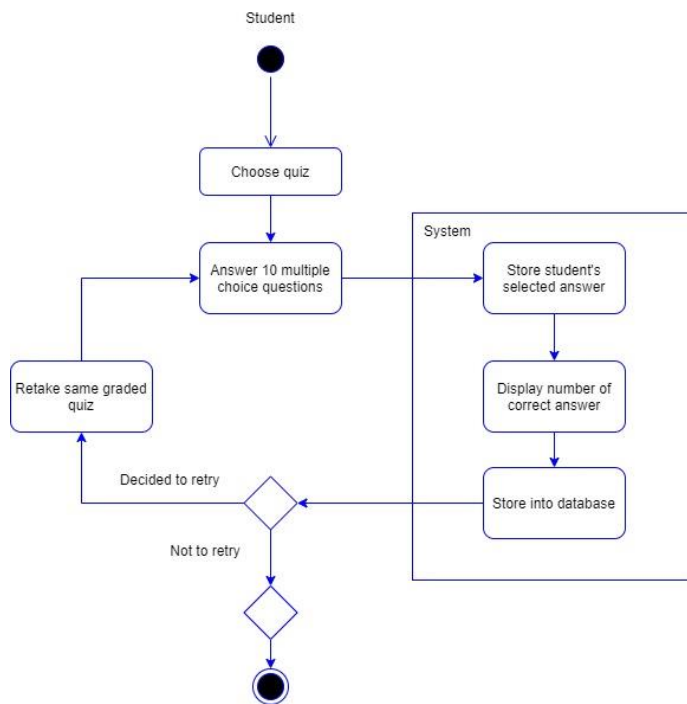 Student
Choose quiz
System
Answer 10 multiple
choice questions
Store student's
selected answer
Retake same graded
quiz
Display number of
correct answer
Decided to retry
Store into database
Not to retry